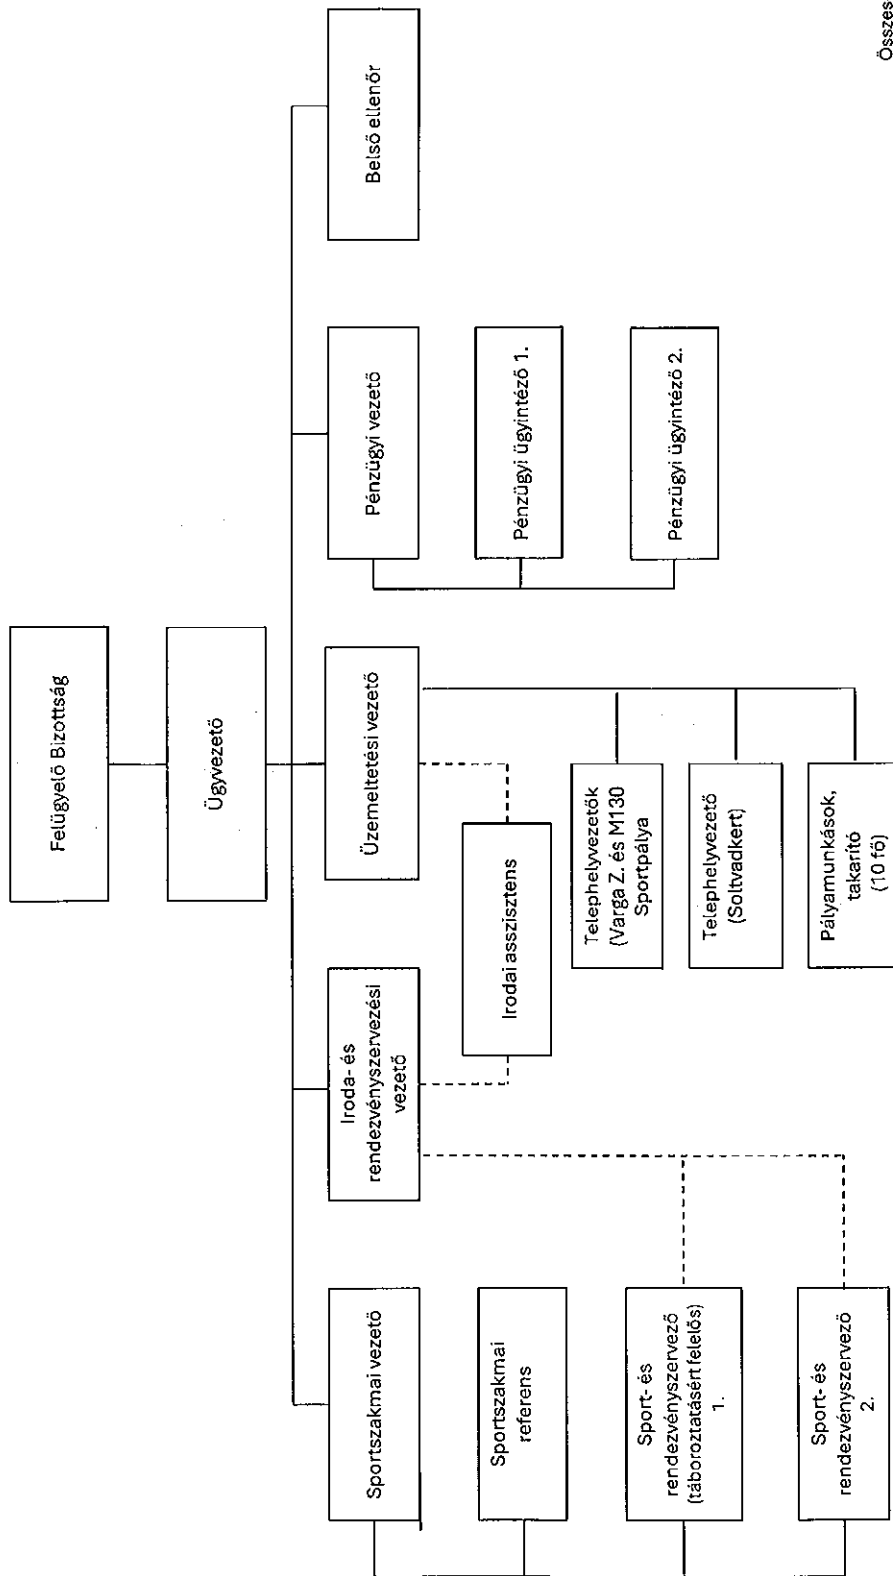 Felügyelő Bizottság
Ügyvezető
Sportszakmai vezető
Iroda- és
rendezvényszervezési
vezető
Üzemeltetési vezető
Pénzügyi vezető
Belső ellenőr
Sportszakmai
referens
Irodai asszisztens
Pénzügyi ügyintéző 1.
Sport- és
rendezvényszervező
(táboroztatásért felelős)
1.
Telephelyvezetők
(Varga Z. és M130
Sportpálya
Pénzügyi ügyintéző 2.
Telephelyvezető
(Soltvadkert)
Sport- és
rendezvényszervező
2.
Pályamunkások,
takarító
(10 fő)